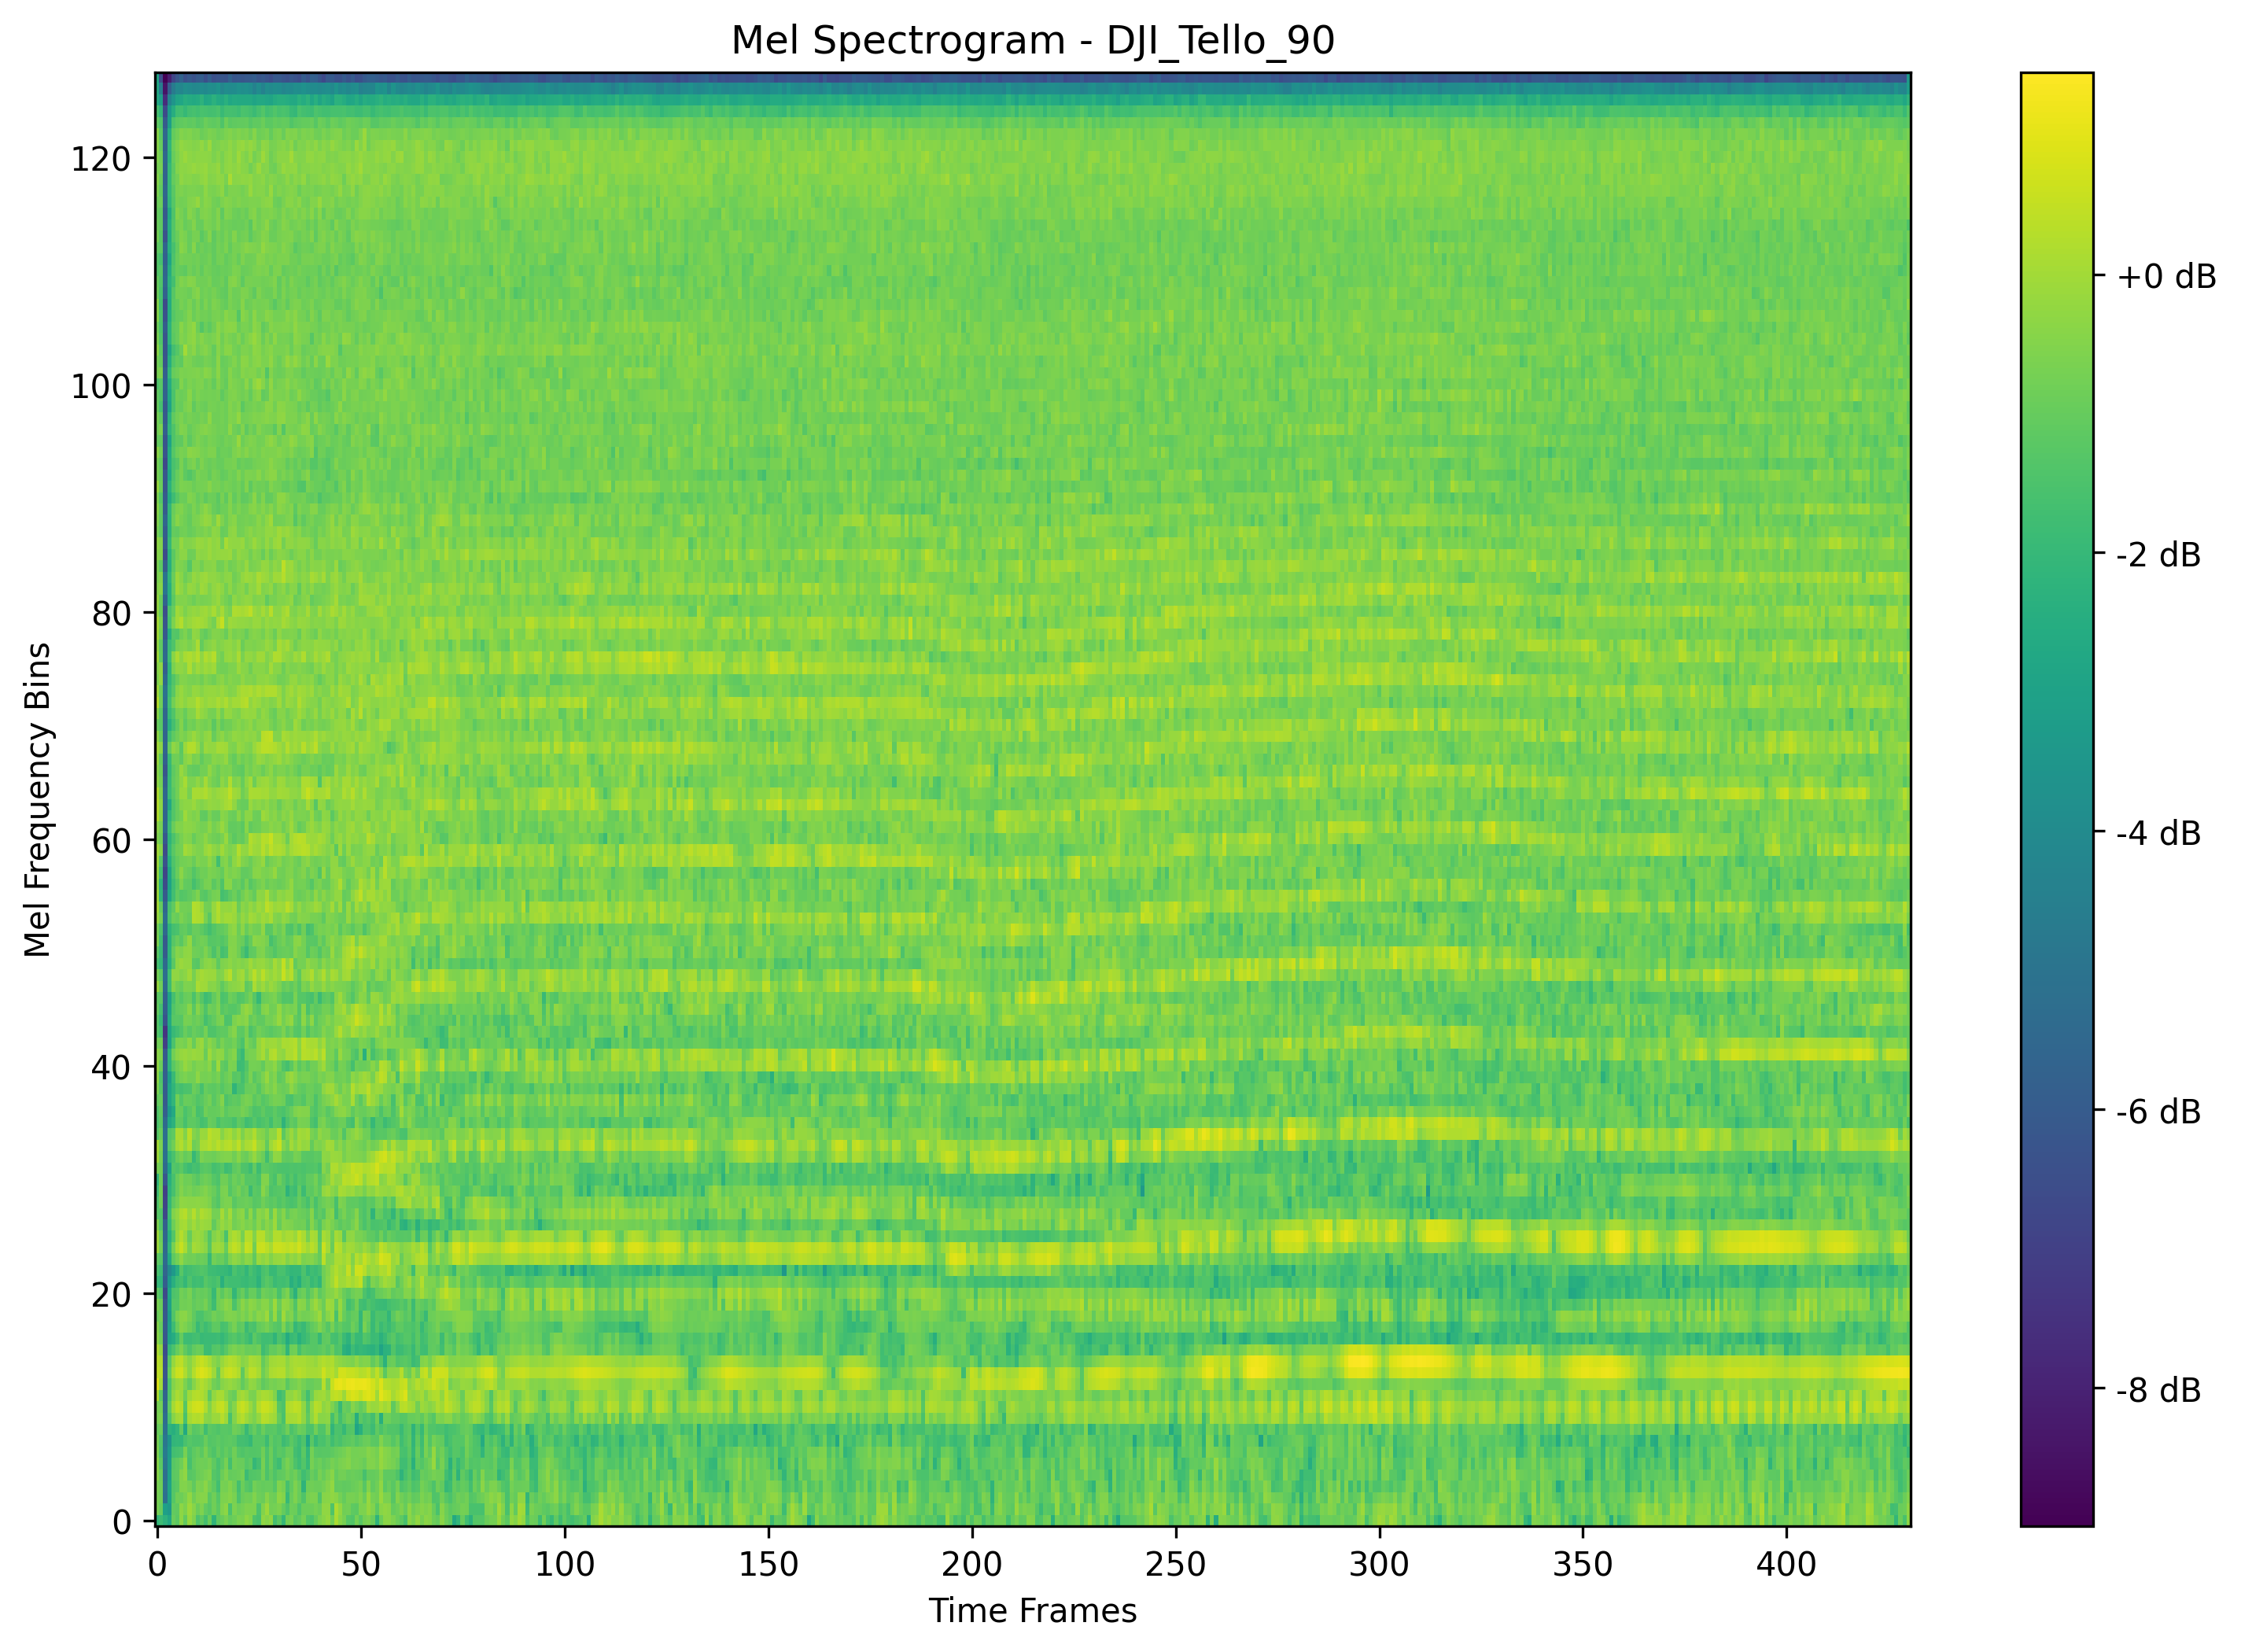 Mel Spectrogram - DJI_Tello_90
Mel Frequency Bins
120
100
80
60
40
20
0
0 50 100 150 200 250 300 350 400
Time Frames
+0 dB
-2 dB
-4 dB
-6 dB
-8 dB